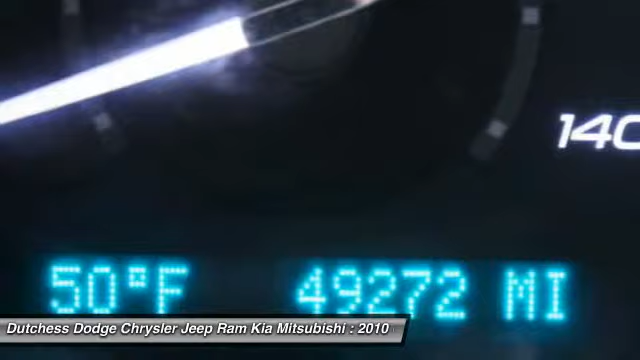 140
50°F 49272 MI
Dutchess Dodge Chrysler Jeep Ram Kia Mitsubishi : 2010